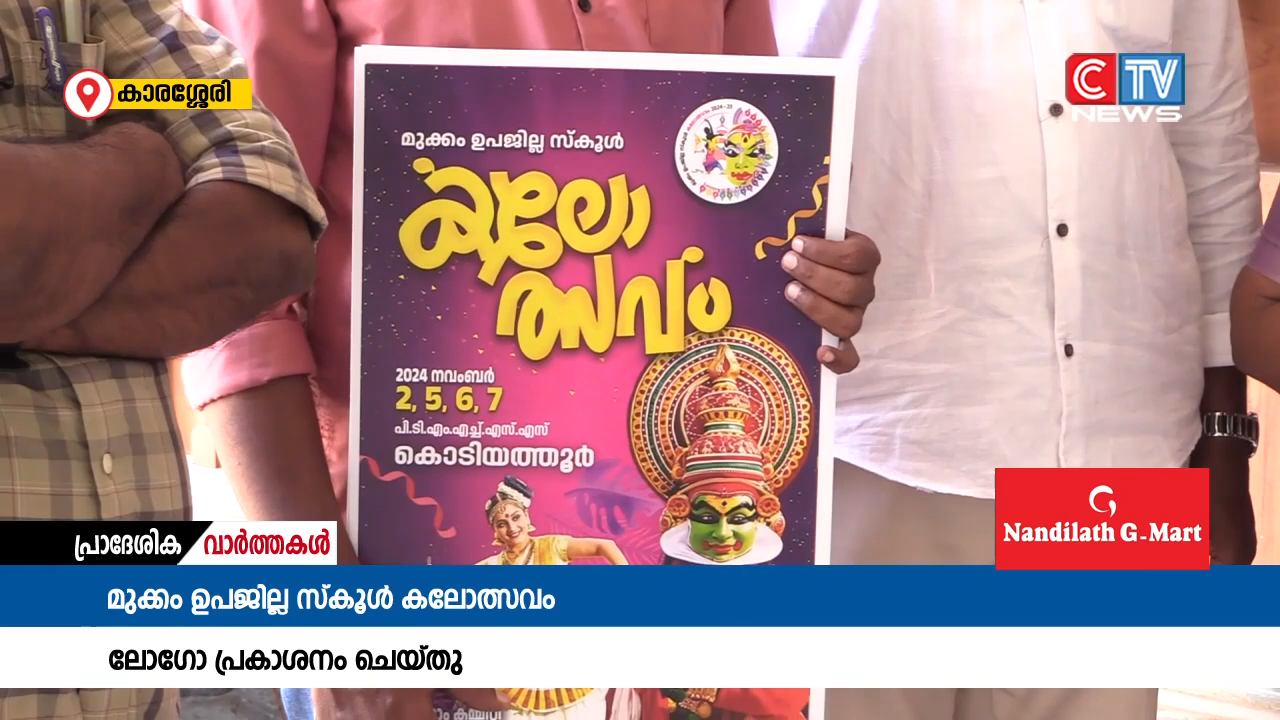 കാരശ്ശേരി
C TV
NEWS
മുക്കം ഉപജില്ല സ്കൂൾ
കലോ
ത്സവം
2024 നവംബർ
2, 5, 6, 7
പി.ടി.എം.എച്ച്.എസ്.എസ്
കൊടിയത്തൂർ
Nandilath G-Mart
പ്രാദേശിക വാർത്തകൾ
മുക്കം ഉപജില്ല സ്കൂൾ കലോത്സവം
ലോഗോ പ്രകാശനം ചെയ്തു